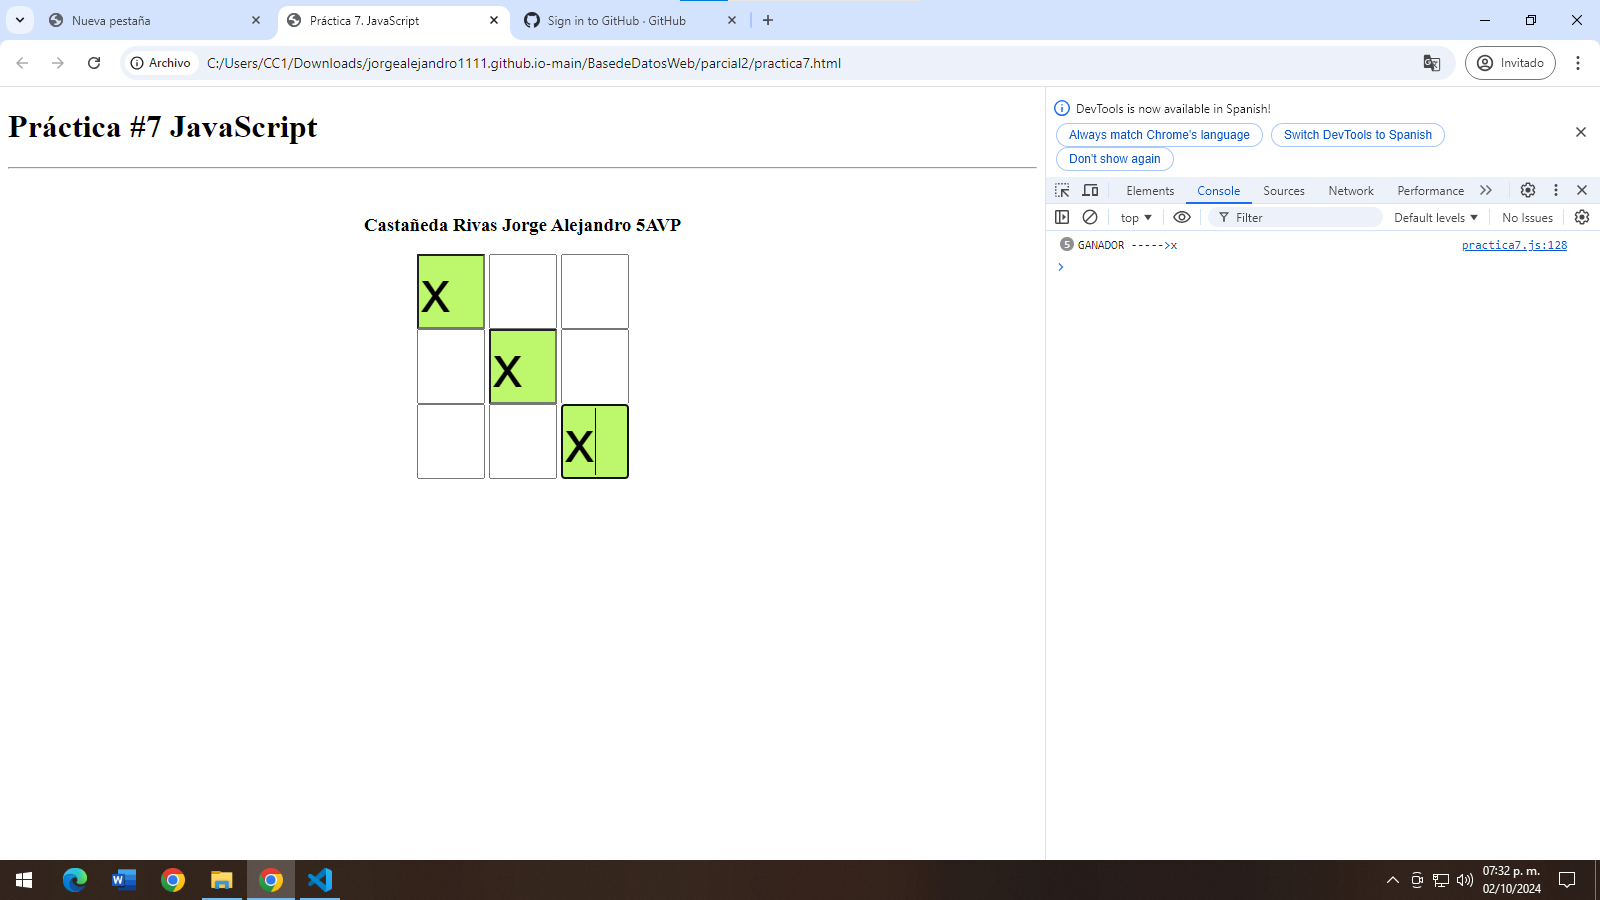 Nueva pestaña
Práctica 7. JavaScript
Sign in to GitHub · GitHub
Archivo
C:/Users/CC1/Downloads/jorgealejandro1111.github.io-main/BasedeDatosWeb/parcial2/practica7.html
Invitado
Práctica #7 JavaScript
Castañeda Rivas Jorge Alejandro 5AVP
x
x
x
DevTools is now available in Spanish!
Always match Chrome's language
Switch DevTools to Spanish
Don't show again
Elements Console Sources Network Performance
top Filter Default levels No Issues
5 GANADOR ----->x practica7.js:128
07:32 p. m.
02/10/2024